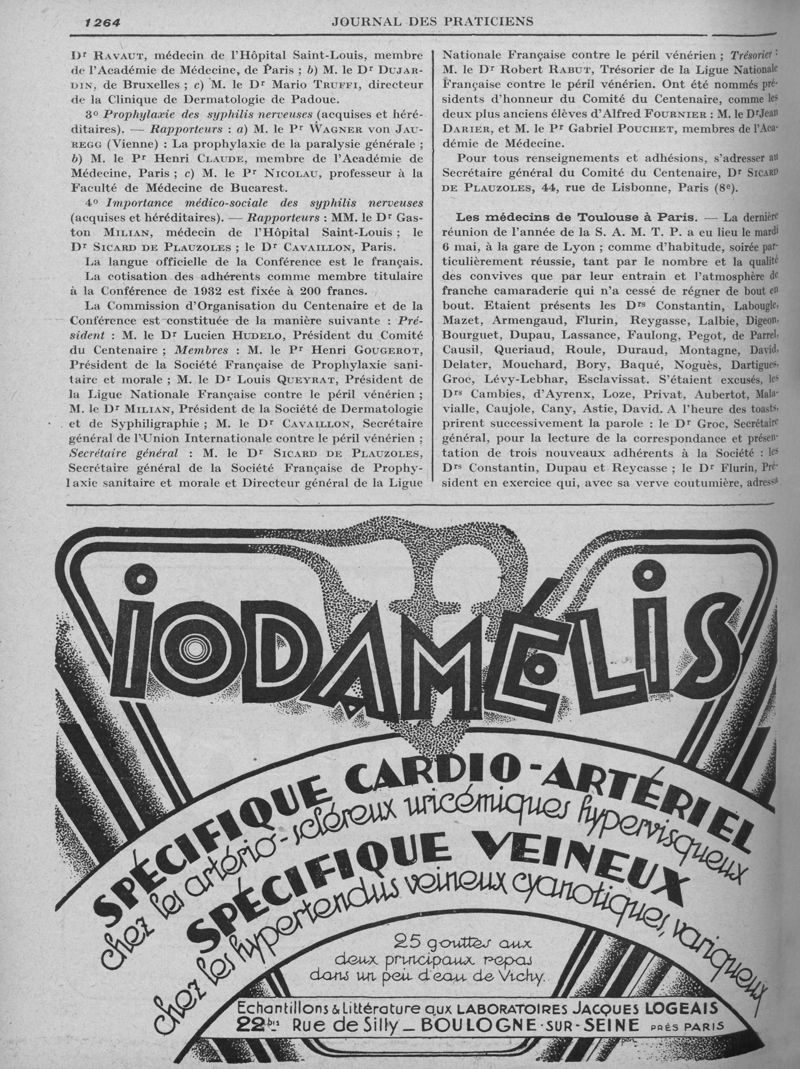 1264
JOURNAL DES PRATICIENS
Dr RAVAUT, médecin de l'Hôpital Saint-Louis, membre
de l'Académie de Médecine, de Paris ; b) M. le Dr DUJAR-
DIN, de Bruxelles ; c) M. le Dr Mario TRUFFI, directeur
de la Clinique de Dermatologie de Padoue.
3º Prophylaxie des syphilis nerveuses (acquises et héré-
ditaires). — Rapporteurs : a) M. le Pr WAGNER von JAU-
REGG (Vienne) : La prophylaxie de la paralysie générale ;
b) M. le Pr Henri CLAUDE, membre de l'Académie de
Médecine, Paris ; c) M. le Pr NICOLAU, professeur à la
Faculté de Médecine de Bucarest.
4º Importance médico-sociale des syphilis nerveuses
(acquises et héréditaires). — Rapporteurs : MM. le Dr Gas-
ton MILIAN, médecin de l'Hôpital Saint-Louis ; le
Dr SICARD DE PLAUZOLES ; le Dr CAVAILLON, Paris.
La langue officielle de la Conférence est le français.
La cotisation des adhérents comme membre titulaire
à la Conférence de 1932 est fixée à 200 francs.
La Commission d'Organisation du Centenaire et de la
Conférence est constituée de la manière suivante : Pré-
sident : M. le Dr Lucien HUDELO, Président du Comité
du Centenaire ; Membres : M. le Pr Henri GOUGEROT,
Président de la Société Française de Prophylaxie sani-
taire et morale ; M. le Dr Louis QUEYRAT, Président de
la Ligue Nationale Française contre le péril vénérien ;
M. le Dr MILIAN, Président de la Société de Dermatologie
et de Syphiligraphie ; M. le Dr CAVAILLON, Secrétaire
général de l'Union Internationale contre le péril vénérien ;
Secrétaire général : M. le Dr SICARD DE PLAUZOLES,
Secrétaire général de la Société Française de Prophy-
laxie sanitaire et morale et Directeur général de la Ligue
Nationale Française contre le péril vénérien ; Trésorier :
M. le Dr Robert RABUT, Trésorier de la Ligue Nationale
Française contre le péril vénérien. Ont été nommés pré-
sidents d'honneur du Comité du Centenaire, comme les
deux plus anciens élèves d'Alfred FOURNIER : M. le Dr Jean
DARIER, et M. le Pr Gabriel POUCHET, membres de l'Aca-
démie de Médecine.
Pour tous renseignements et adhésions, s'adresser au
Secrétaire général du Comité du Centenaire, Dr SICARD
DE PLAUZOLES, 44, rue de Lisbonne, Paris (8e).
Les médecins de Toulouse à Paris. — La dernière
réunion de l'année de la S. A. M. T. P. a eu lieu le mardi
6 mai, à la gare de Lyon ; comme d'habitude, soirée par-
ticulièrement réussie, tant par le nombre et la qualité
des convives que par leur entrain et l'atmosphère de
franche camaraderie qui n'a cessé de régner de bout en
bout. Etaient présents les Drs Constantin, Labougle,
Mazet, Armengaud, Flurin, Reygasse, Lalbie, Digeon,
Bourguet, Dupau, Lassance, Faulong, Pegot, de Parrel,
Causil, Queriaud, Roule, Duraud, Montagne, David,
Delater, Mouchard, Bory, Baqué, Noguès, Dartigues,
Groc, Lévy-Lebhar, Esclavissat. S'étaient excusés, les
Drs Cambies, d'Ayrenx, Loze, Privat, Aubertot, Mala-
vialle, Caujole, Cany, Astie, David. A l'heure des toasts,
prirent successivement la parole : le Dr Groc, Secrétaire
général, pour la lecture de la correspondance et présen-
tation de trois nouveaux adhérents à la Société : les
Drs Constantin, Dupau et Reycasse ; le Dr Flurin, Pré-
sident en exercice qui, avec sa verve coutumière, adressa
IODAMÉLIS
SPÉCIFIQUE CARDIO-ARTÉRIEL
chez les artério-scléreux uricémiques hypervisqueux
SPÉCIFIQUE VEINEUX
chez les hypertendus veineux cyanotiques, variqueux
25 gouttes aux
deux principaux repas
dans un peu d'eau de Vichy.
Echantillons & Littérature aux LABORATOIRES JACQUES LOGEAIS
22bis Rue de Silly _ BOULOGNE-SUR-SEINE PRÈS PARIS